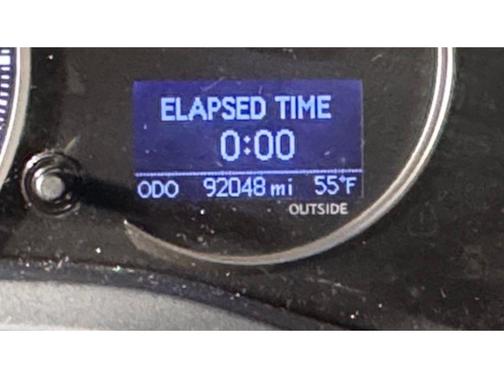 ELAPSED TIME
0:00
ODO 92048 mi 55°F
OUTSIDE